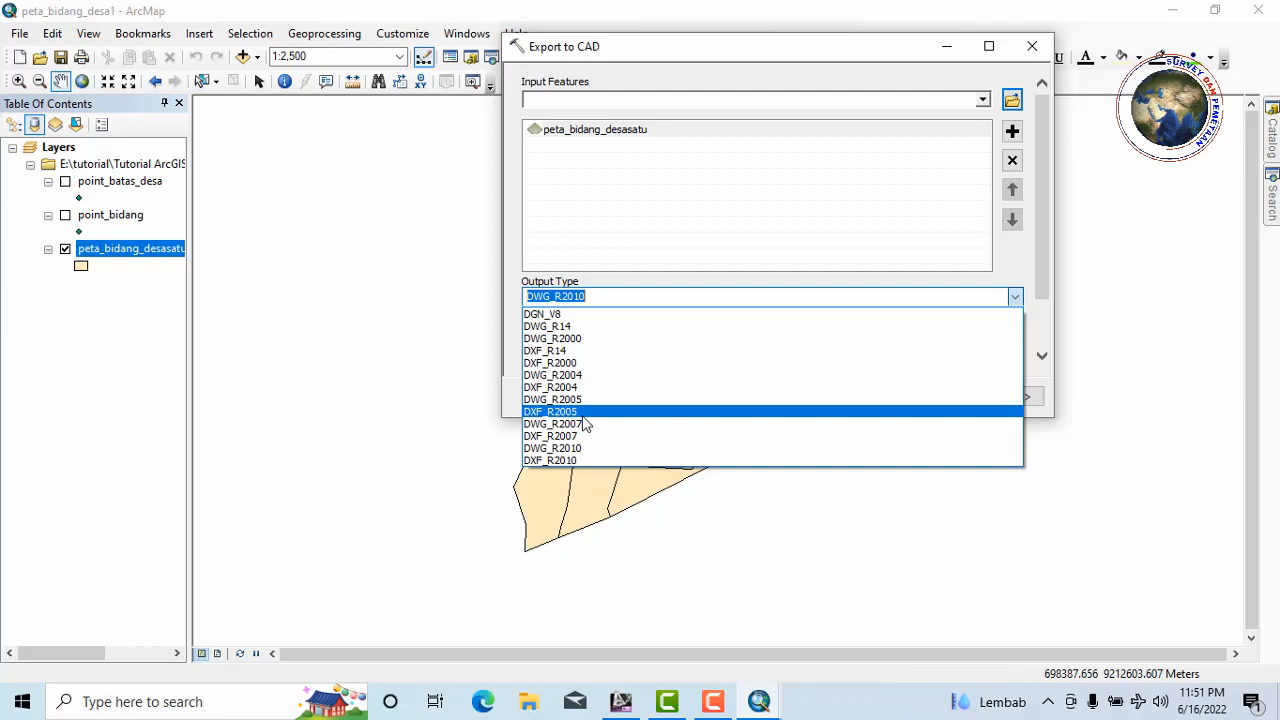 peta_bidang_desa1 - ArcMap
File Edit View Bookmarks Insert Selection Geoprocessing Customize Windows
1:2,500
Table Of Contents
Layers
E:\tutorial\Tutorial ArcGIS
point_batas_desa
point_bidang
peta_bidang_desasatu
Export to CAD
Input Features
peta_bidang_desasatu
Output Type
DWG_R2010
DGN_V8
DWG_R14
DWG_R2000
DXF_R14
DXF_R2000
DWG_R2004
DXF_R2004
DWG_R2005
DXF_R2005
DWG_R2007
DXF_R2007
DWG_R2010
DXF_R2010
SURVEY DAN PEMETAAN
Catalog
Search
698387.656 9212603.607 Meters
Type here to search
Lembab
11:51 PM
6/16/2022